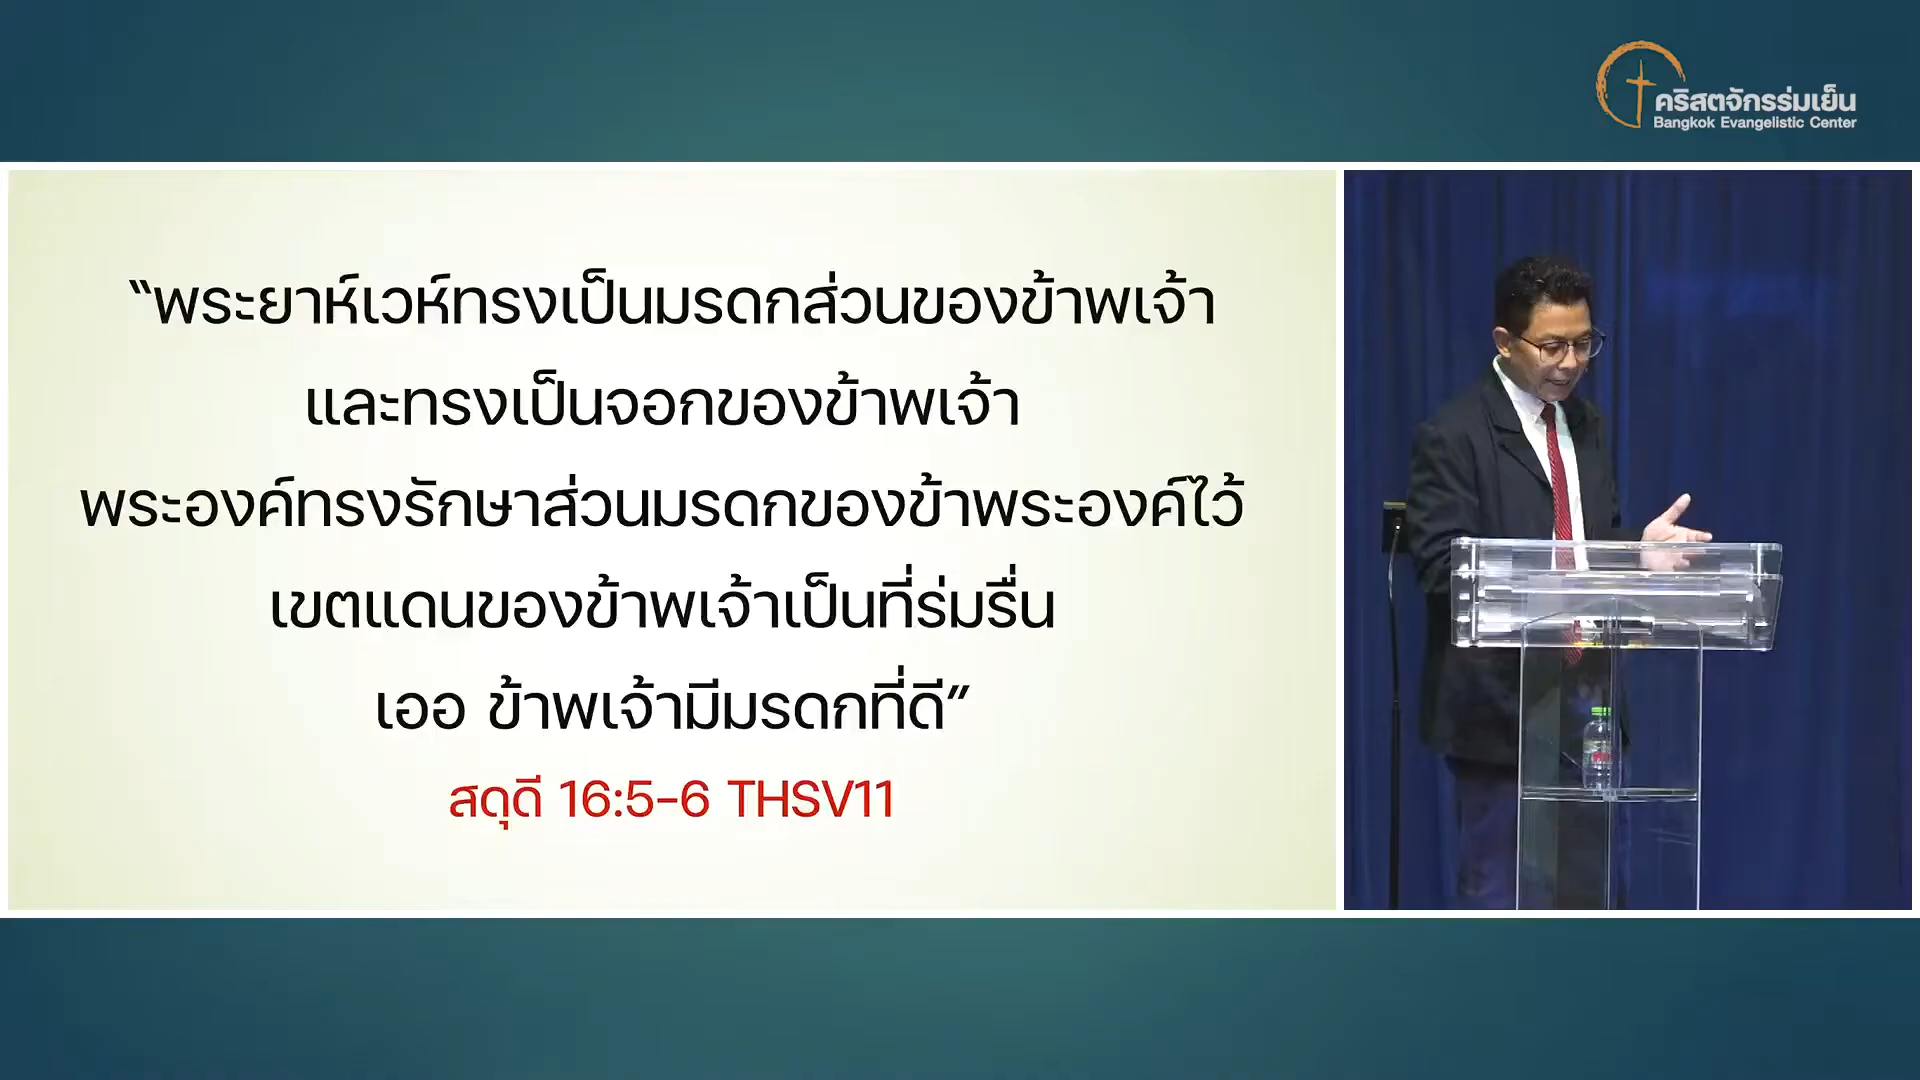 คริสตจักรร่มเย็น
Bangkok Evangelistic Center
“พระยาห์เวห์ทรงเป็นมรดกส่วนของข้าพเจ้า
และทรงเป็นจอกของข้าพเจ้า
พระองค์ทรงรักษาส่วนมรดกของข้าพระองค์ไว้
เขตแดนของข้าพเจ้าเป็นที่ร่มรื่น
เออ ข้าพเจ้ามีมรดกที่ดี”
สดุดี 16:5-6 THSV11